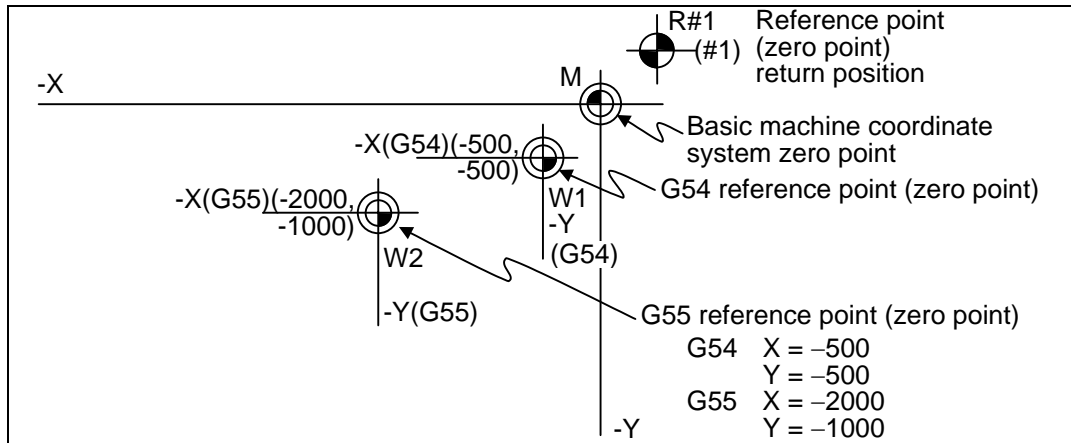 R#1
(#1)
Reference point
(zero point)
return position
-X
M
Basic machine coordinate
system zero point
-X(G54)(-500,
-500)
W1
-Y
(G54)
G54 reference point (zero point)
-X(G55)(-2000,
-1000)
W2
-Y(G55)
G55 reference point (zero point)
G54 X = −500
Y = −500
G55 X = −2000
Y = −1000
-Y